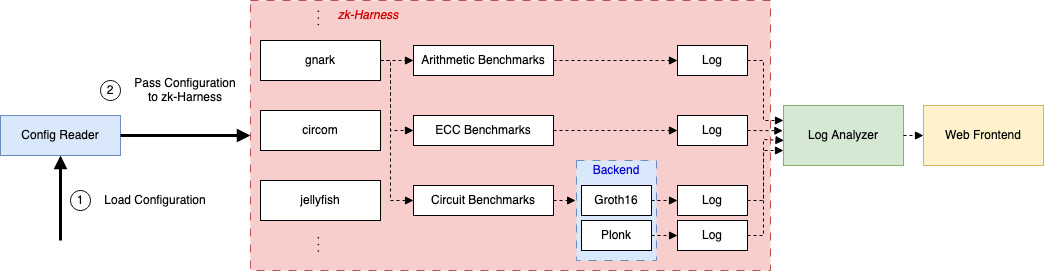 zk-Harness
gnark
Arithmetic Benchmarks
Log
2
Pass Configuration
to zk-Harness
Config Reader
circom
ECC Benchmarks
Log
Log Analyzer
Web Frontend
Backend
1
Load Configuration
jellyfish
Circuit Benchmarks
Groth16
Log
Plonk
Log